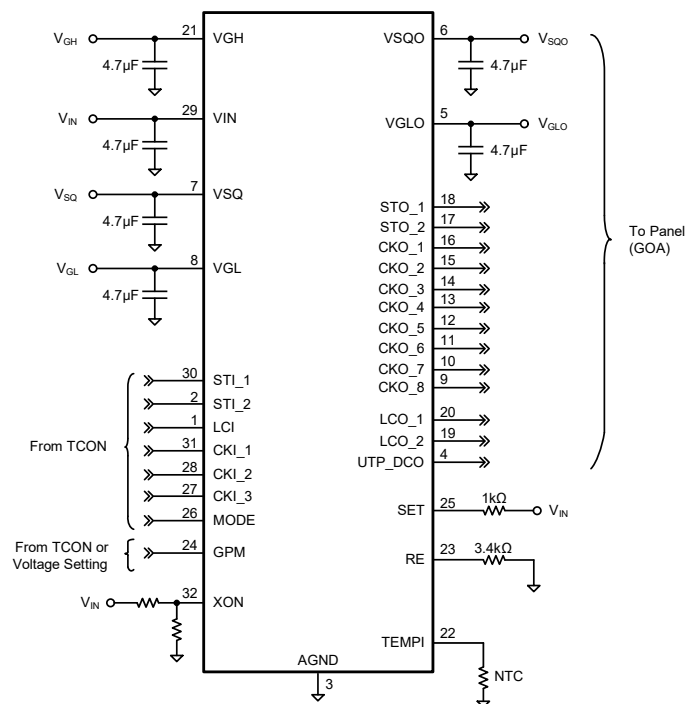 VGH 21 VGH
4.7µF
VIN 29 VIN
4.7µF
VSQ 7 VSQ
4.7µF
VGL 8 VGL
4.7µF
From TCON
30 STI_1
2 STI_2
1 LCI
31 CKI_1
28 CKI_2
27 CKI_3
26 MODE
From TCON or
Voltage Setting
24 GPM
VIN 32 XON
AGND
3
VSQO 6 VSQO
4.7µF
VGLO 5 VGLO
4.7µF
STO_1 18
STO_2 17
CKO_1 16
CKO_2 15
CKO_3 14
CKO_4 13
CKO_5 12
CKO_6 11
CKO_7 10
CKO_8 9
LCO_1 20
LCO_2 19
UTP_DCO 4
To Panel
(GOA)
SET 25 1kΩ VIN
RE 23 3.4kΩ
TEMPI 22
NTC